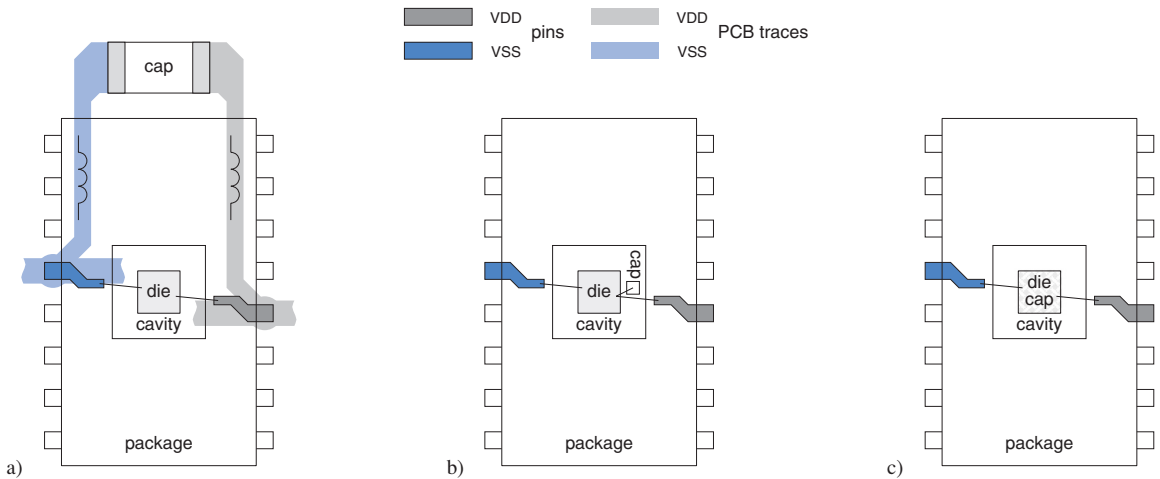 VDD pins VDD PCB traces
VSS VSS
cap
die
cavity
package
a)
cap
die
cavity
package
b)
die
cap
cavity
package
c)